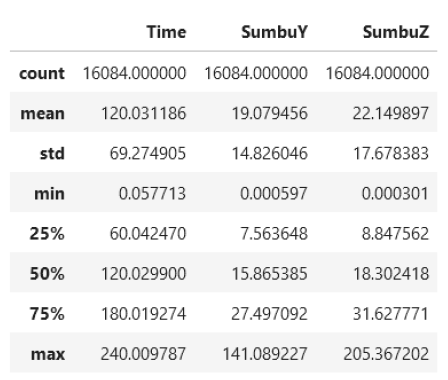 Time SumbuY SumbuZ
count 16084.000000 16084.000000 16084.000000
mean 120.031186 19.079456 22.149897
std 69.274905 14.826046 17.678383
min 0.057713 0.000597 0.000301
25% 60.042470 7.563648 8.847562
50% 120.029900 15.865385 18.302418
75% 180.019274 27.497092 31.627771
max 240.009787 141.089227 205.367202